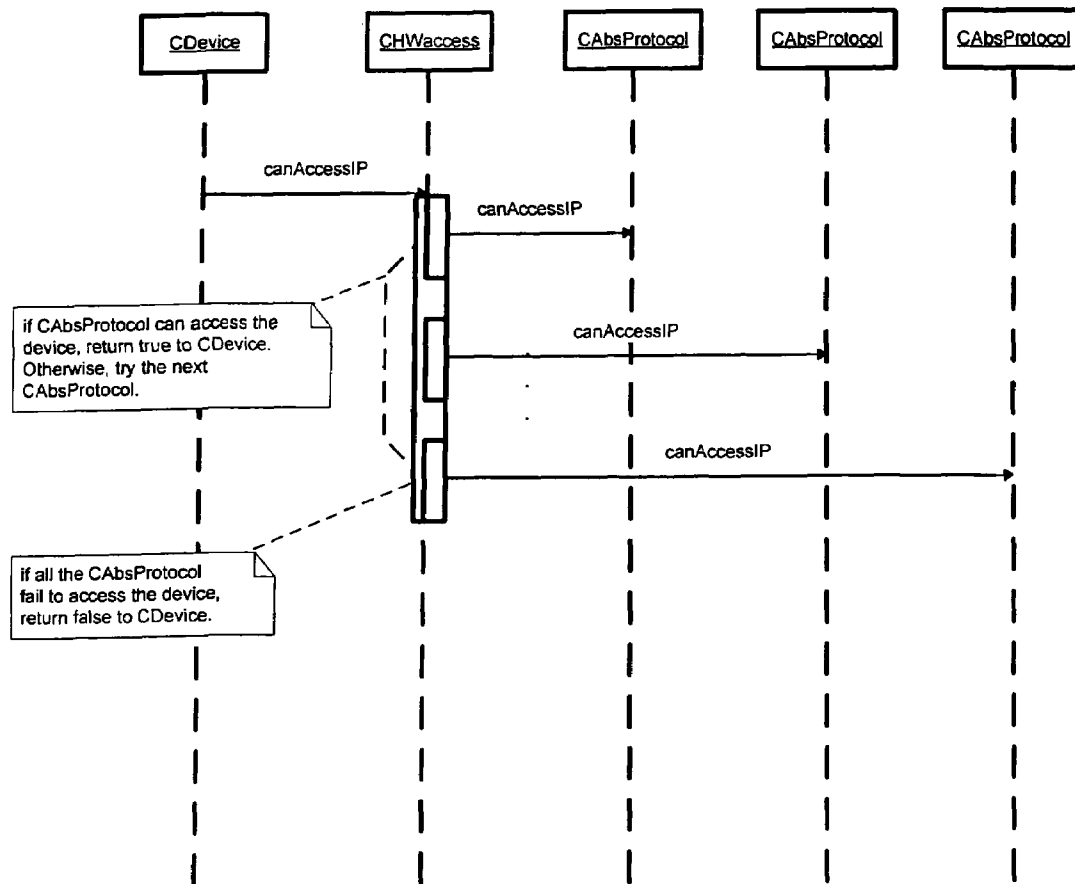 CDevice
CHWaccess
CAbsProtocol
CAbsProtocol
CAbsProtocol
canAccessIP
canAccessIP
if CAbsProtocol can access the
device, return true to CDevice.
Otherwise, try the next
CAbsProtocol.
canAccessIP
canAccessIP
if all the CAbsProtocol
fail to access the device,
return false to CDevice.